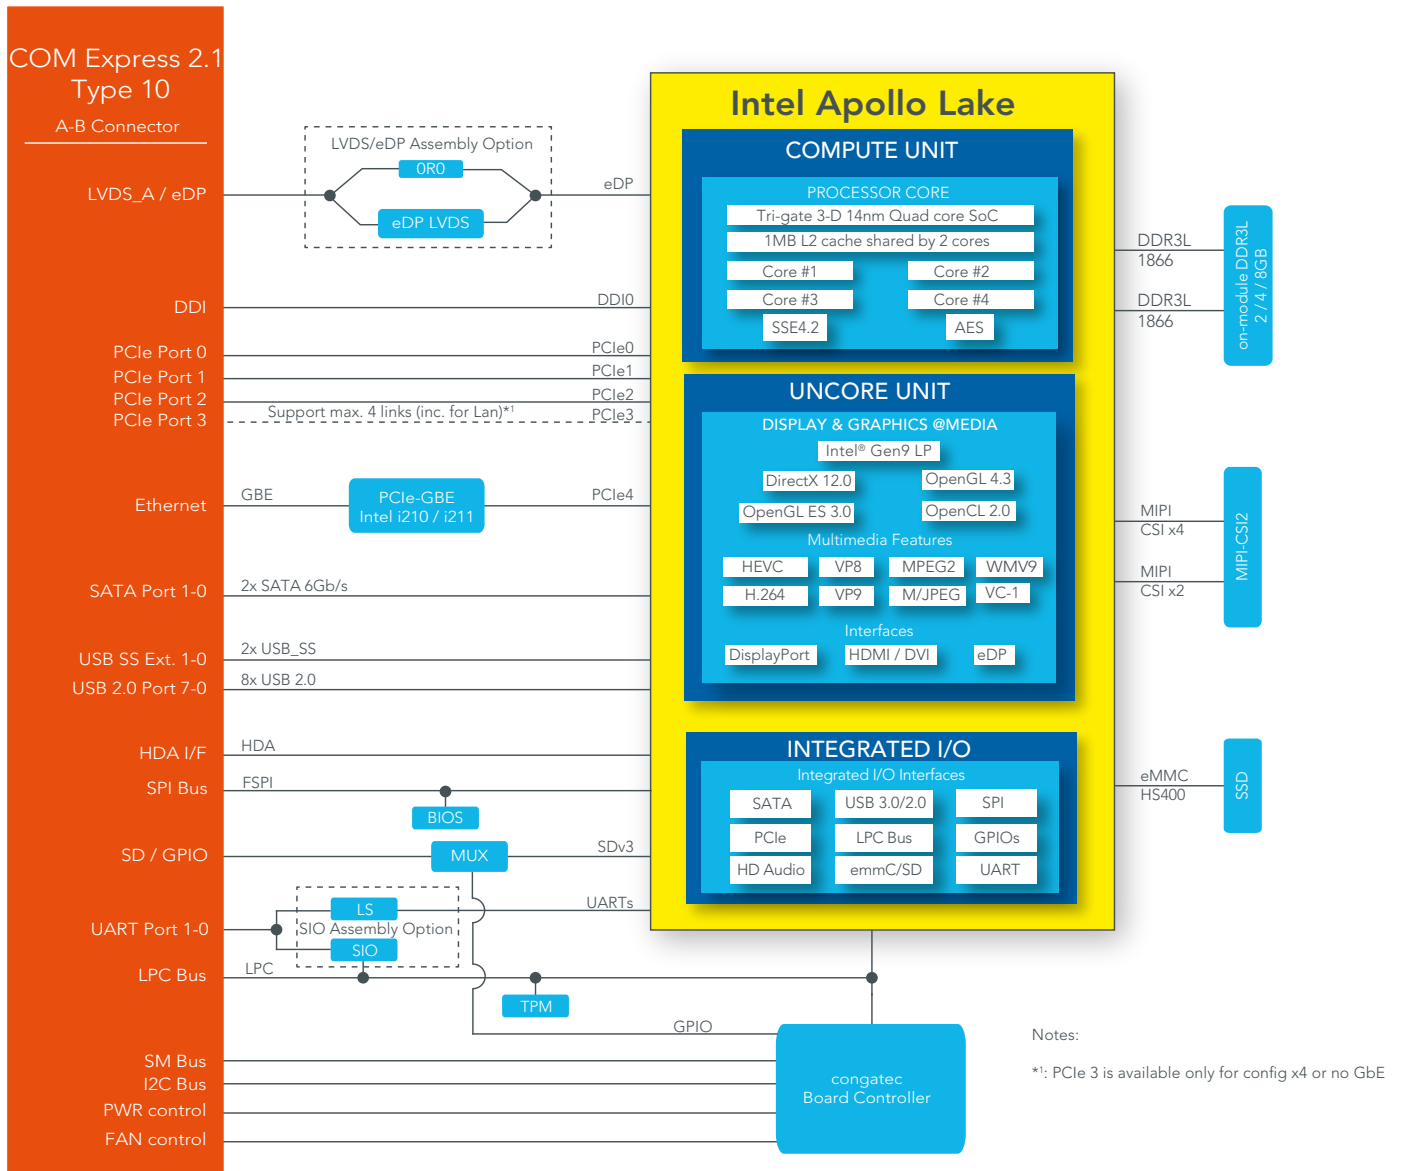 COM Express 2.1
Type 10
A-B Connector
LVDS_A / eDP
DDI
PCIe Port 0
PCIe Port 1
PCIe Port 2
PCIe Port 3
Ethernet
SATA Port 1-0
USB SS Ext. 1-0
USB 2.0 Port 7-0
HDA I/F
SPI Bus
SD / GPIO
UART Port 1-0
LPC Bus
SM Bus
I2C Bus
PWR control
FAN control
LVDS/eDP Assembly Option
0R0
eDP LVDS
eDP
DDI0
PCIe0
PCIe1
PCIe2
Support max. 4 links (inc. for Lan)*¹
PCIe3
GBE
PCIe-GBE
Intel i210 / i211
PCIe4
2x SATA 6Gb/s
2x USB_SS
8x USB 2.0
HDA
FSPI
BIOS
MUX
SDv3
LS
UARTs
SIO Assembly Option
SIO
LPC
TPM
GPIO
Intel Apollo Lake
COMPUTE UNIT
PROCESSOR CORE
Tri-gate 3-D 14nm Quad core SoC
1MB L2 cache shared by 2 cores
Core #1
Core #2
Core #3
Core #4
SSE4.2
AES
UNCORE UNIT
DISPLAY & GRAPHICS @MEDIA
Intel® Gen9 LP
DirectX 12.0
OpenGL 4.3
OpenGL ES 3.0
OpenCL 2.0
Multimedia Features
HEVC
VP8
MPEG2
WMV9
H.264
VP9
M/JPEG
VC-1
Interfaces
DisplayPort
HDMI / DVI
eDP
INTEGRATED I/O
Integrated I/O Interfaces
SATA
USB 3.0/2.0
SPI
PCIe
LPC Bus
GPIOs
HD Audio
emmC/SD
UART
congatec
Board Controller
DDR3L
1866
DDR3L
1866
on-module DDR3L
2 / 4 / 8GB
MIPI
CSI x4
MIPI
CSI x2
MIPI-CSI2
eMMC
HS400
SSD
Notes:
*¹: PCIe 3 is available only for config x4 or no GbE